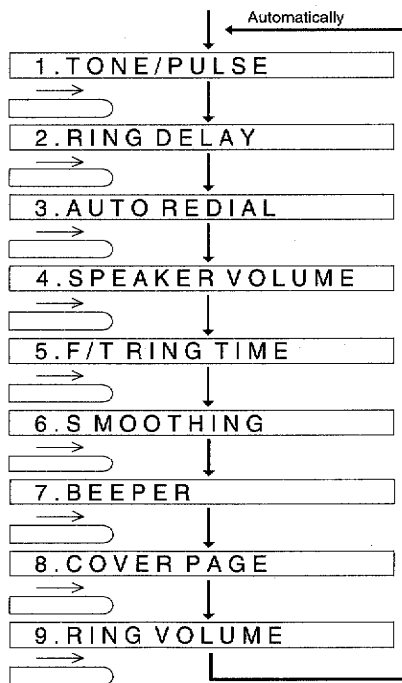 Automatically
1.TONE/PULSE
2.RING DELAY
3.AUTO REDIAL
4.SPEAKER VOLUME
5.F/T RING TIME
6.S MOOTHING
7.BEEPER
8.COVER PAGE
9.RING VOLUME